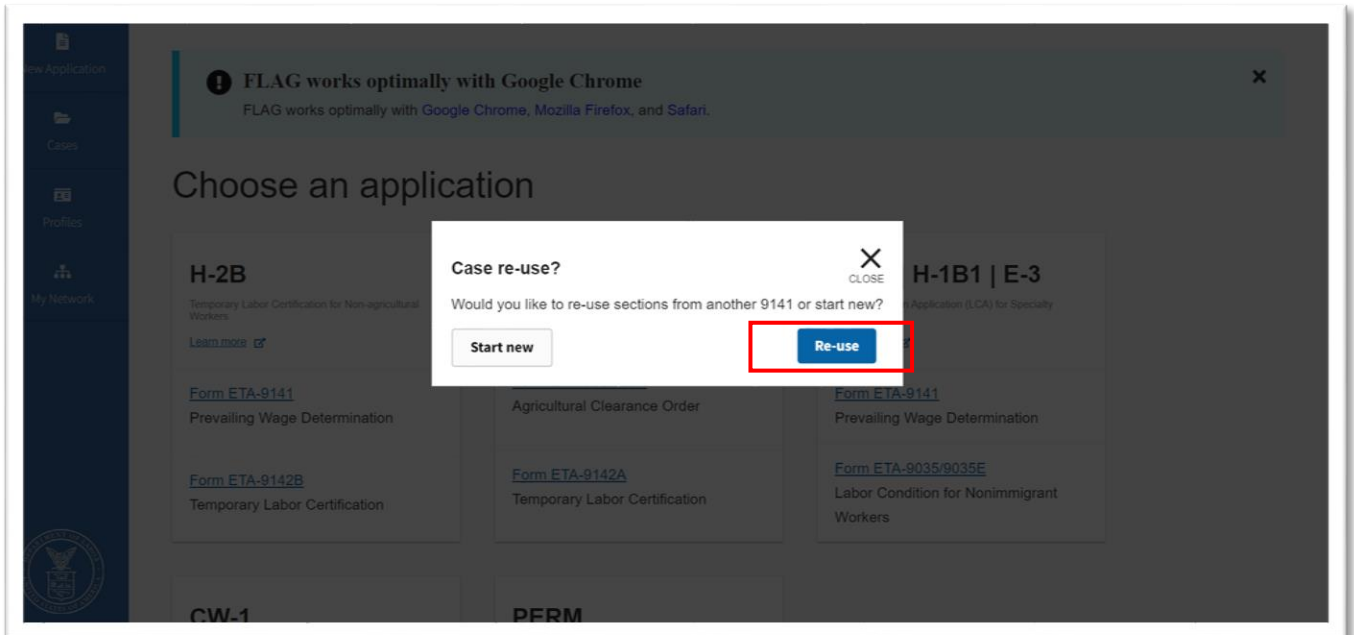 ew Application
Cases
Profiles
My Network
FLAG works optimally with Google Chrome
FLAG works optimally with Google Chrome, Mozilla Firefox, and Safari.
Choose an application
Case re-use?
CLOSE
Would you like to re-use sections from another 9141 or start new?
Start new
Re-use
H-2B
Temporary Labor Certification for Non-agricultural
Workers
Learn more
Form ETA-9141
Prevailing Wage Determination
Form ETA-9142B
Temporary Labor Certification
Agricultural Clearance Order
Form ETA-9142A
Temporary Labor Certification
H-1B1 | E-3
n Application (LCA) for Specialty
Form ETA-9141
Prevailing Wage Determination
Form ETA-9035/9035E
Labor Condition for Nonimmigrant
Workers
CW-1
PERM